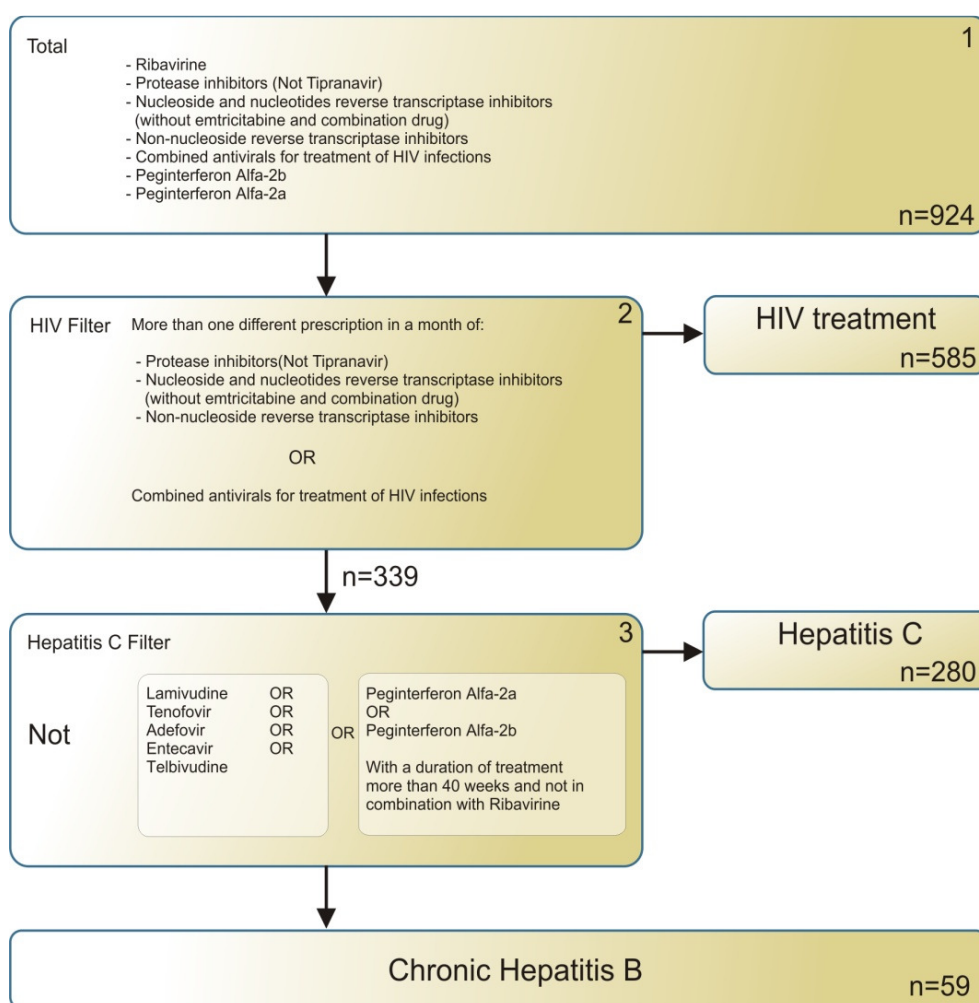 1
Total
- Ribavirine
- Protease inhibitors (Not Tipranavir)
- Nucleoside and nucleotides reverse transcriptase inhibitors
(without emtricitabine and combination drug)
- Non-nucleoside reverse transcriptase inhibitors
- Combined antivirals for treatment of HIV infections
- Peginterferon Alfa-2b
- Peginterferon Alfa-2a
n=924
2
HIV Filter
More than one different prescription in a month of:
- Protease inhibitors(Not Tipranavir)
- Nucleoside and nucleotides reverse transcriptase inhibitors
(without emtricitabine and combination drug)
- Non-nucleoside reverse transcriptase inhibitors
OR
Combined antivirals for treatment of HIV infections
HIV treatment
n=585
n=339
3
Hepatitis C Filter
Not
Lamivudine OR
Tenofovir OR
Adefovir OR
Entecavir OR
Telbivudine
OR
Peginterferon Alfa-2a
OR
Peginterferon Alfa-2b
With a duration of treatment
more than 40 weeks and not in
combination with Ribavirine
Hepatitis C
n=280
Chronic Hepatitis B
n=59